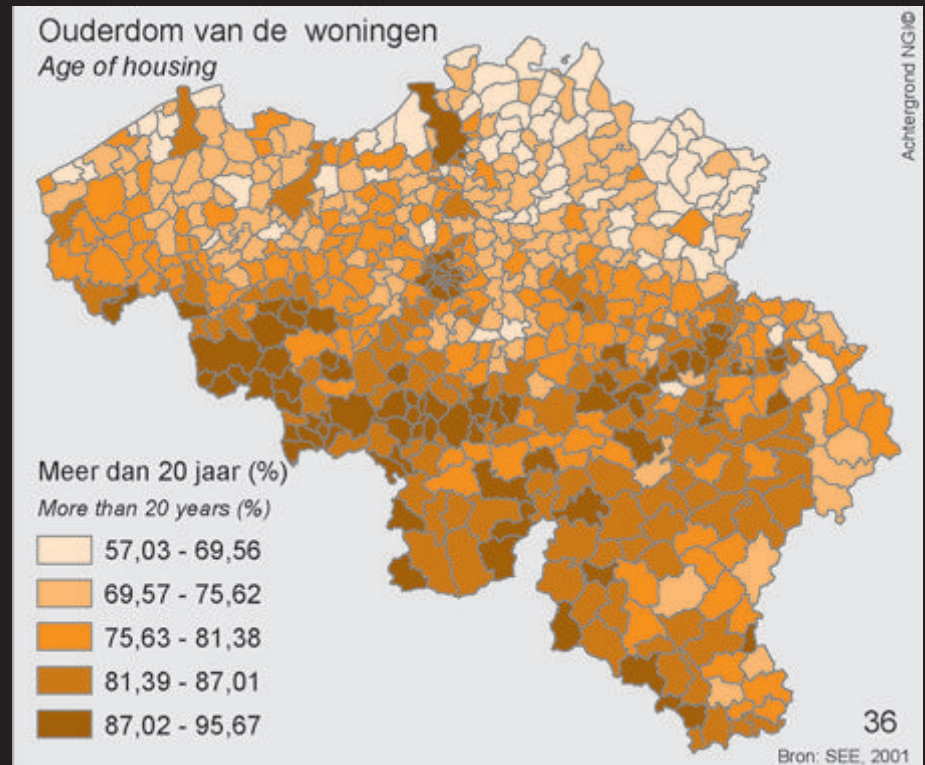 Ouderdom van de woningen
Age of housing
Achtergrond NGI©
Meer dan 20 jaar (%)
More than 20 years (%)
57,03 - 69,56
69,57 - 75,62
75,63 - 81,38
81,39 - 87,01
87,02 - 95,67
36
Bron: SEE, 2001